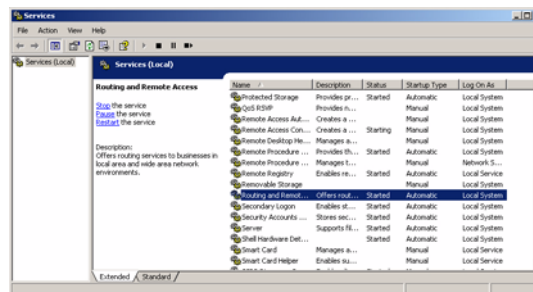 Services
File Action View Help
Services (Local)
Services (Local)
Routing and Remote Access
Stop the service
Pause the service
Restart the service
Description:
Offers routing services to businesses in
local area and wide area network
environments.
Name Description Status Startup Type Log On As
Protected Storage Provides pr... Started Automatic Local System
QoS RSVP Provides n... Manual Local System
Remote Access Aut... Creates a ... Manual Local System
Remote Access Con... Creates a ... Starting Manual Local System
Remote Desktop He... Manages a... Manual Local System
Remote Procedure ... Provides th... Started Automatic Local System
Remote Procedure ... Manages t... Manual Network S...
Remote Registry Enables re... Started Automatic Local Service
Removable Storage Manual Local System
Routing and Remot... Offers rout... Started Automatic Local System
Secondary Logon Enables st... Started Automatic Local System
Security Accounts ... Stores sec... Started Automatic Local System
Server Supports fil... Started Automatic Local System
Shell Hardware Det... Started Automatic Local System
Smart Card Manages a... Manual Local Service
Smart Card Helper Enables su... Manual Local Service
Extended Standard